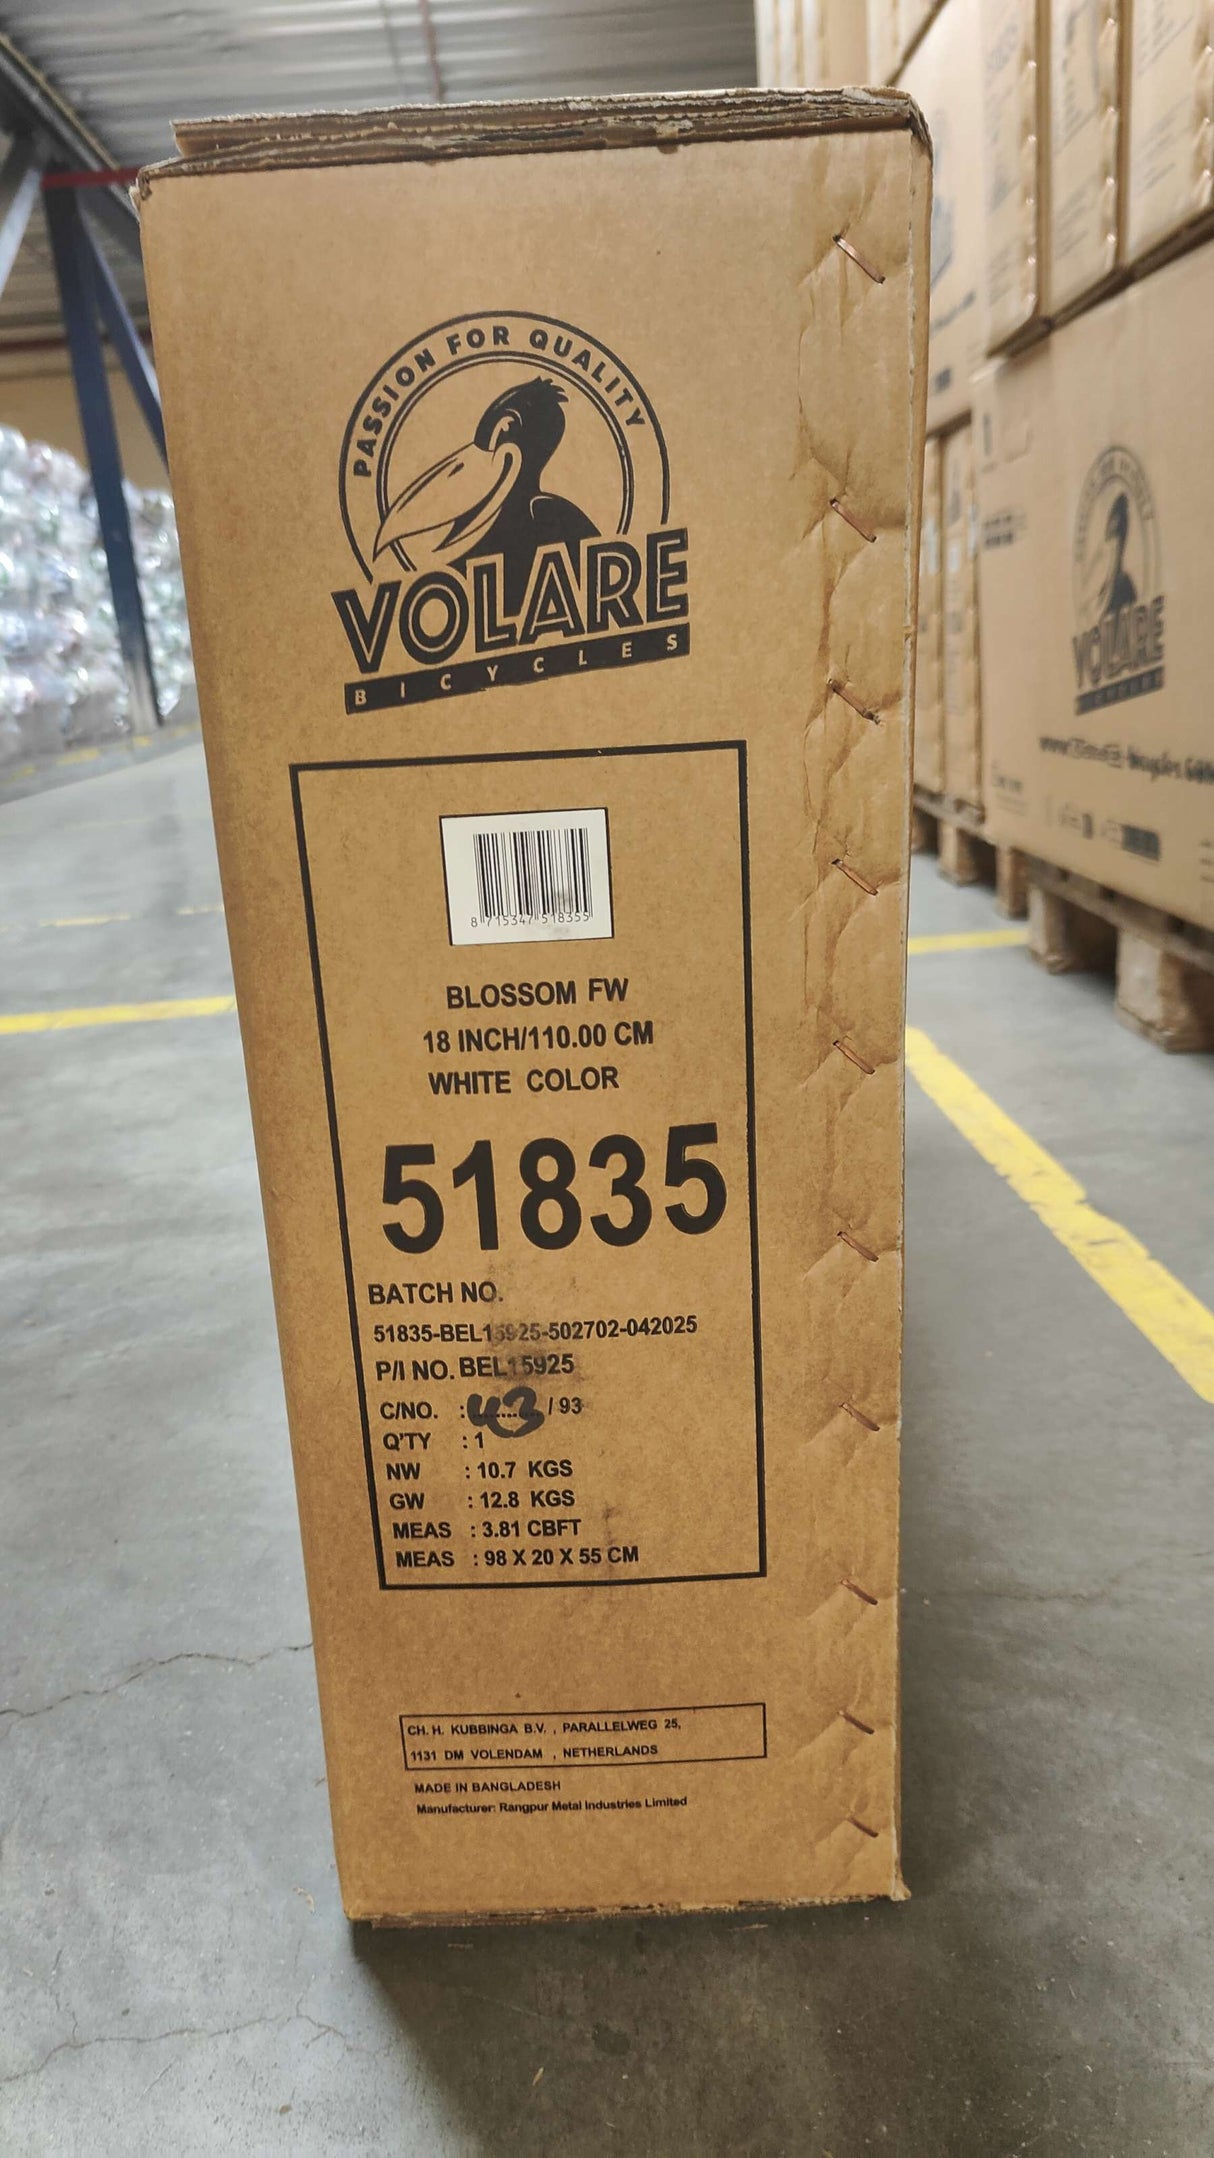 PASSION FOR QUALITY
VOLARE
BICYCLES
8 715347 518355
BLOSSOM FW
18 INCH/110.00 CM
WHITE COLOR
51835
BATCH NO.
51835-BEL15925-502702-042025
P/I NO. BEL15925
C/NO. : 43 / 93
Q'TY : 1
NW : 10.7 KGS
GW : 12.8 KGS
MEAS : 3.81 CBFT
MEAS : 98 X 20 X 55 CM
CH. H. KUBBINGA B.V. , PARALLELWEG 25,
1131 DM VOLENDAM , NETHERLANDS
MADE IN BANGLADESH
Manufacturer: Rangpur Metal Industries Limited
VOLARE